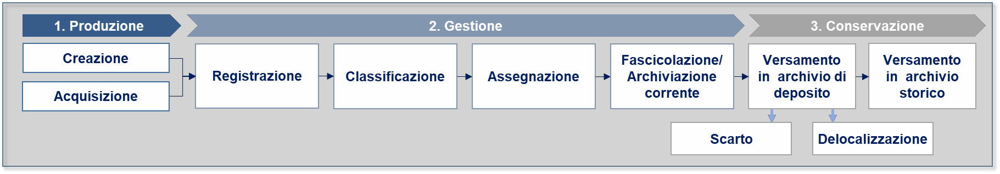 1. Produzione
2. Gestione
3. Conservazione
Creazione
Acquisizione
Registrazione
Classificazione
Assegnazione
Fascicolazione/
Archiviazione
corrente
Versamento
in archivio di
deposito
Versamento
in archivio
storico
Scarto
Delocalizzazione